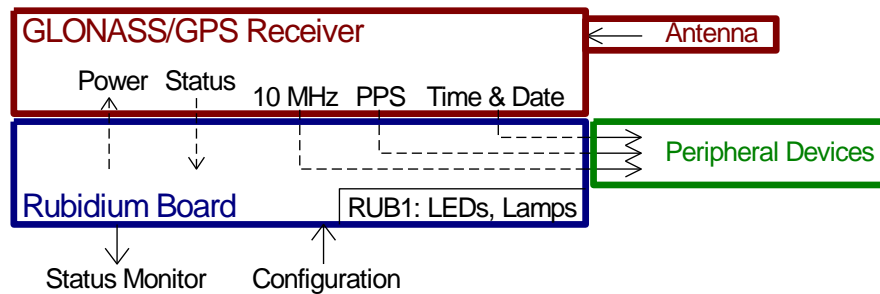 GLONASS/GPS Receiver
Antenna
Power Status
10 MHz PPS Time & Date
Peripheral Devices
Rubidium Board
RUB1: LEDs, Lamps
Status Monitor Configuration